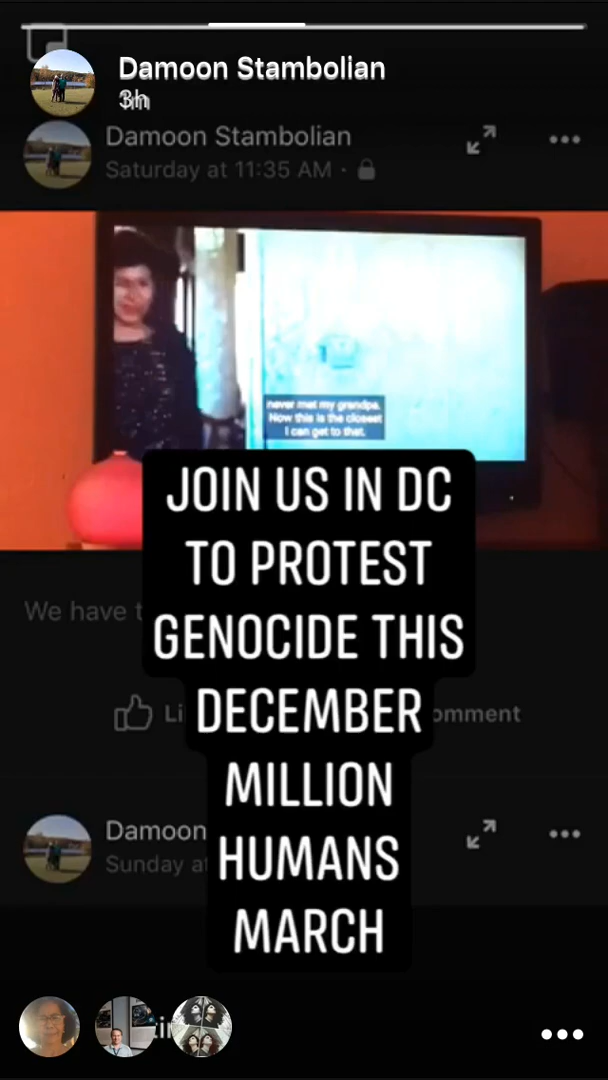 Damoon Stambolian
3h
Damoon Stambolian
Saturday at 11:35 AM ·
never met my grandpa.
Now this is the closest
I can get to that.
JOIN US IN DC
TO PROTEST
GENOCIDE THIS
DECEMBER
MILLION
HUMANS
MARCH
We have t
Li
omment
Damoon
Sunday a